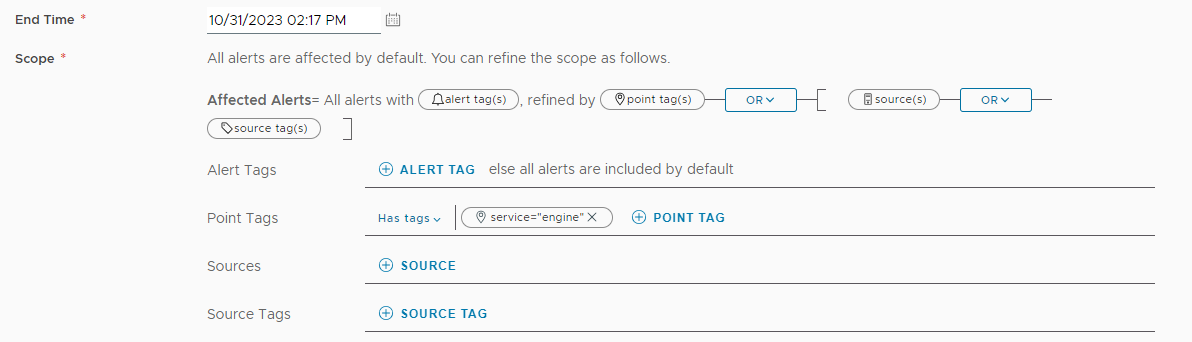 End Time *
10/31/2023 02:17 PM
Scope *
All alerts are affected by default. You can refine the scope as follows.
Affected Alerts= All alerts with alert tag(s) , refined by point tag(s) OR [ source(s) OR
source tag(s) ]
Alert Tags
ALERT TAG else all alerts are included by default
Point Tags
Has tags service="engine" POINT TAG
Sources
SOURCE
Source Tags
SOURCE TAG